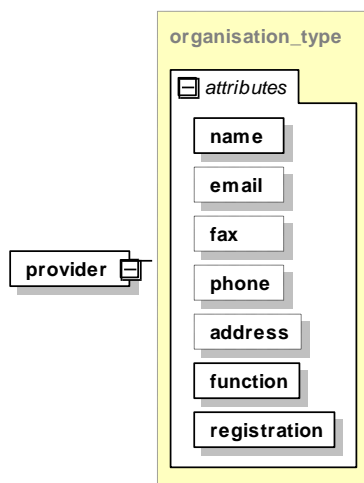 organisation_type
attributes
name
email
fax
provider
phone
address
function
registration